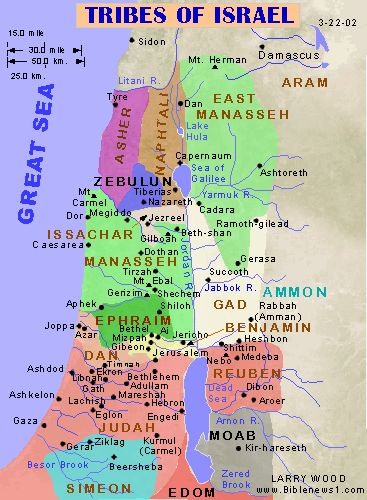 TRIBES OF ISRAEL
3-22-02
15.0 mile
30.0 mile
50.0 km.
25.0 km.
Sidon
Mt. Herman
Damascus
Litani R.
ARAM
Tyre
Dan
EAST
MANASSEH
ASHER
NAPHTALI
Lake
Hula
GREAT SEA
Capernaum
Sea of
Galilee
Ashtoreth
ZEBULUN
Tiberias
Mt.
Carmel
Nazareth
Yarmuk R.
Dor
Megiddo
Jezreel
Gadara
Ramoth-gilead
ISSACHAR
Gilboah
Beth-shan
Caesarea
Dothan
Jordan R.
MANASSEH
Gerasa
Tirzah
Succoth
Mt. Ebal
Gerizim
Shechem
Jabbok R.
AMMON
Aphek
Shiloh
GAD
Rabbah
(Amman)
EPHRAIM
Joppa
Azar
Bethel
Ai
BENJAMIN
Mizpah
Jericho
Heshbon
Gibeon
Shittim
DAN
Jerusalem
Nebo
Medeba
Timnah
Ashdod
Ekron
Bethlehem
REUBEN
Libnah
Adullam
Dead
Sea
Gath
Dibon
Ashkelon
Mareshah
Lachish
Hebron
Aroer
Eglon
Engedi
Gaza
JUDAH
Arnon R.
Ziklag
Kurmul
(Carmel)
MOAB
Gerar
Kir-hareseth
Besor Brook
Beersheba
Zered
Brook
SIMEON
EDOM
LARRY WOOD
www.Biblenews1.com